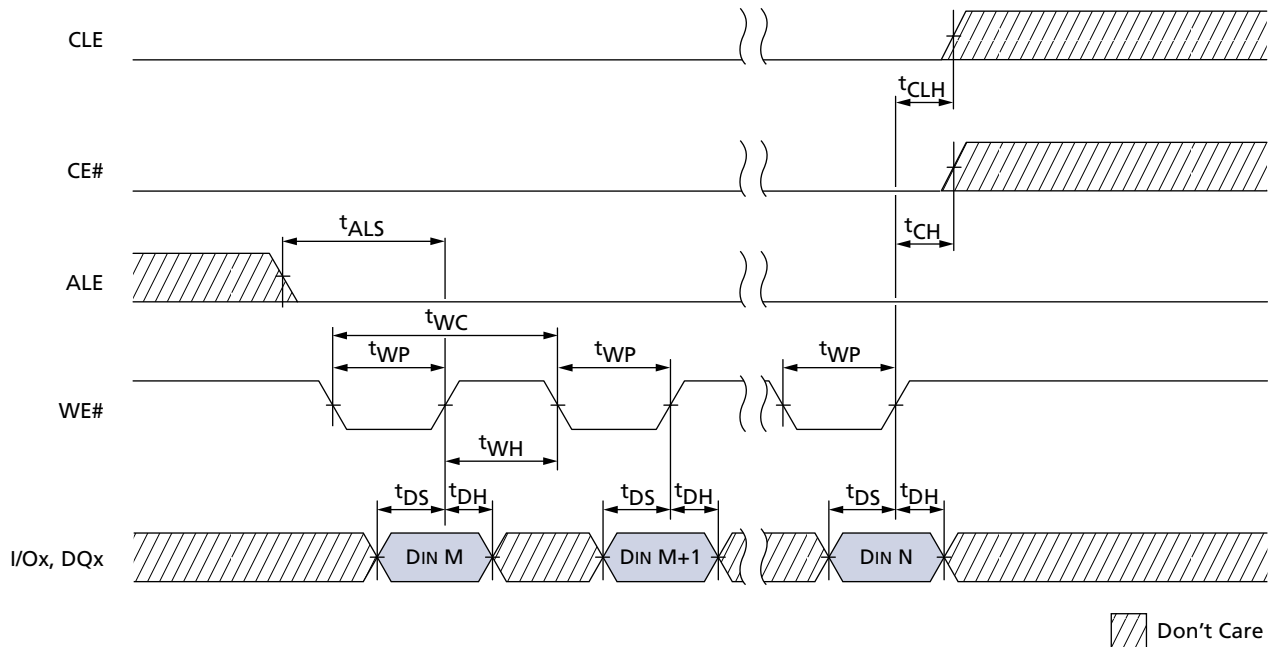 CLE
tCLH
CE#
tCH
tALS
ALE
tWC
tWP
tWP
tWP
WE#
tWH
tDS
tDH
tDS
tDH
tDS
tDH
I/Ox, DQx
DIN M
DIN M+1
DIN N
Don't Care